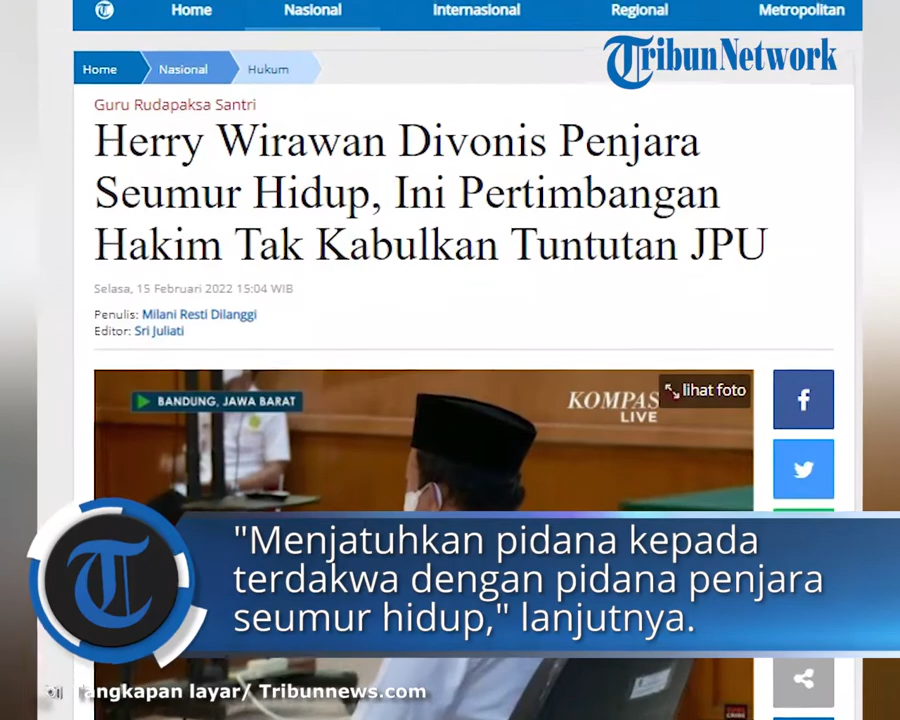 Home Nasional Internasional Regional Metropolitan
Home Nasional Hukum
TribunNetwork
Guru Rudapaksa Santri
Herry Wirawan Divonis Penjara
Seumur Hidup, Ini Pertimbangan
Hakim Tak Kabulkan Tuntutan JPU
Selasa, 15 Februari 2022 15:04 WIB
Penulis: Milani Resti Dilanggi
Editor: Sri Juliati
BANDUNG, JAWA BARAT
KOMPAS
LIVE
lihat foto
"Menjatuhkan pidana kepada
terdakwa dengan pidana penjara
seumur hidup," lanjutnya.
Tangkapan layar/ Tribunnews.com